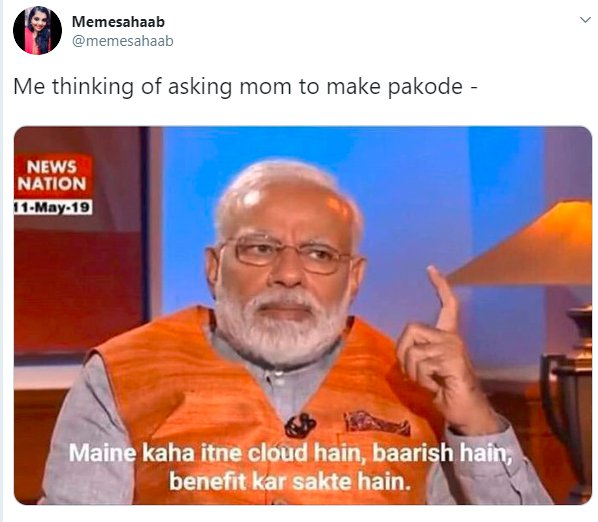 Memesahaab
@memesahaab
Me thinking of asking mom to make pakode -
NEWS
NATION
11-May-19
Maine kaha itne cloud hain, baarish hain,
benefit kar sakte hain.